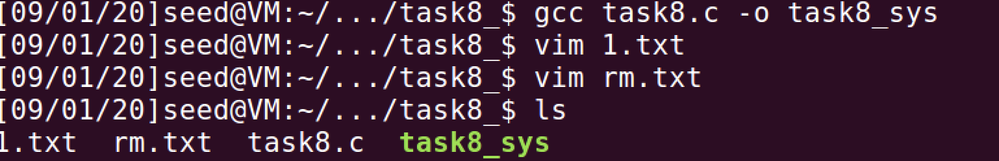 [09/01/20]seed@VM:~/.../task8_$ gcc task8.c -o task8_sys
[09/01/20]seed@VM:~/.../task8_$ vim 1.txt
[09/01/20]seed@VM:~/.../task8_$ vim rm.txt
[09/01/20]seed@VM:~/.../task8_$ ls
1.txt  rm.txt  task8.c  task8_sys